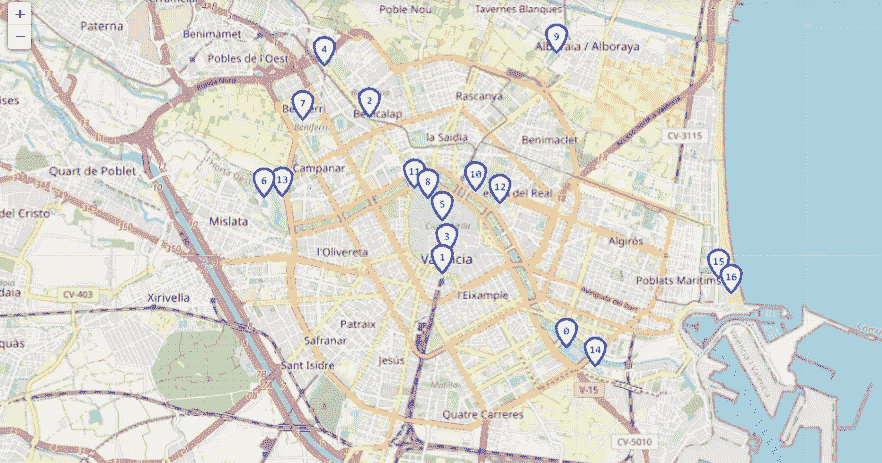 Poble Nou
Tavernes Blanques
Paterna
+
−
Benimàmet
Pobles de l'Oest
4
9
Alboraia / Alboraya
Ronda Nord
7
2
Benicalap
Beniferri
Rascanya
la Saïdia
Benimaclet
CV-3115
Quart de Poblet
Campanar
6
13
11
8
10
12
5
del Cristo
Mislata
350
3
1
València
l'Olivereta
Algirós
15
16
Poblats Marítims
CV-403
Xirivella
l'Eixample
Patraix
Safranar
0
14
Jesús
Sant Isidre
V-15
Quatre Carreres
CV-5010